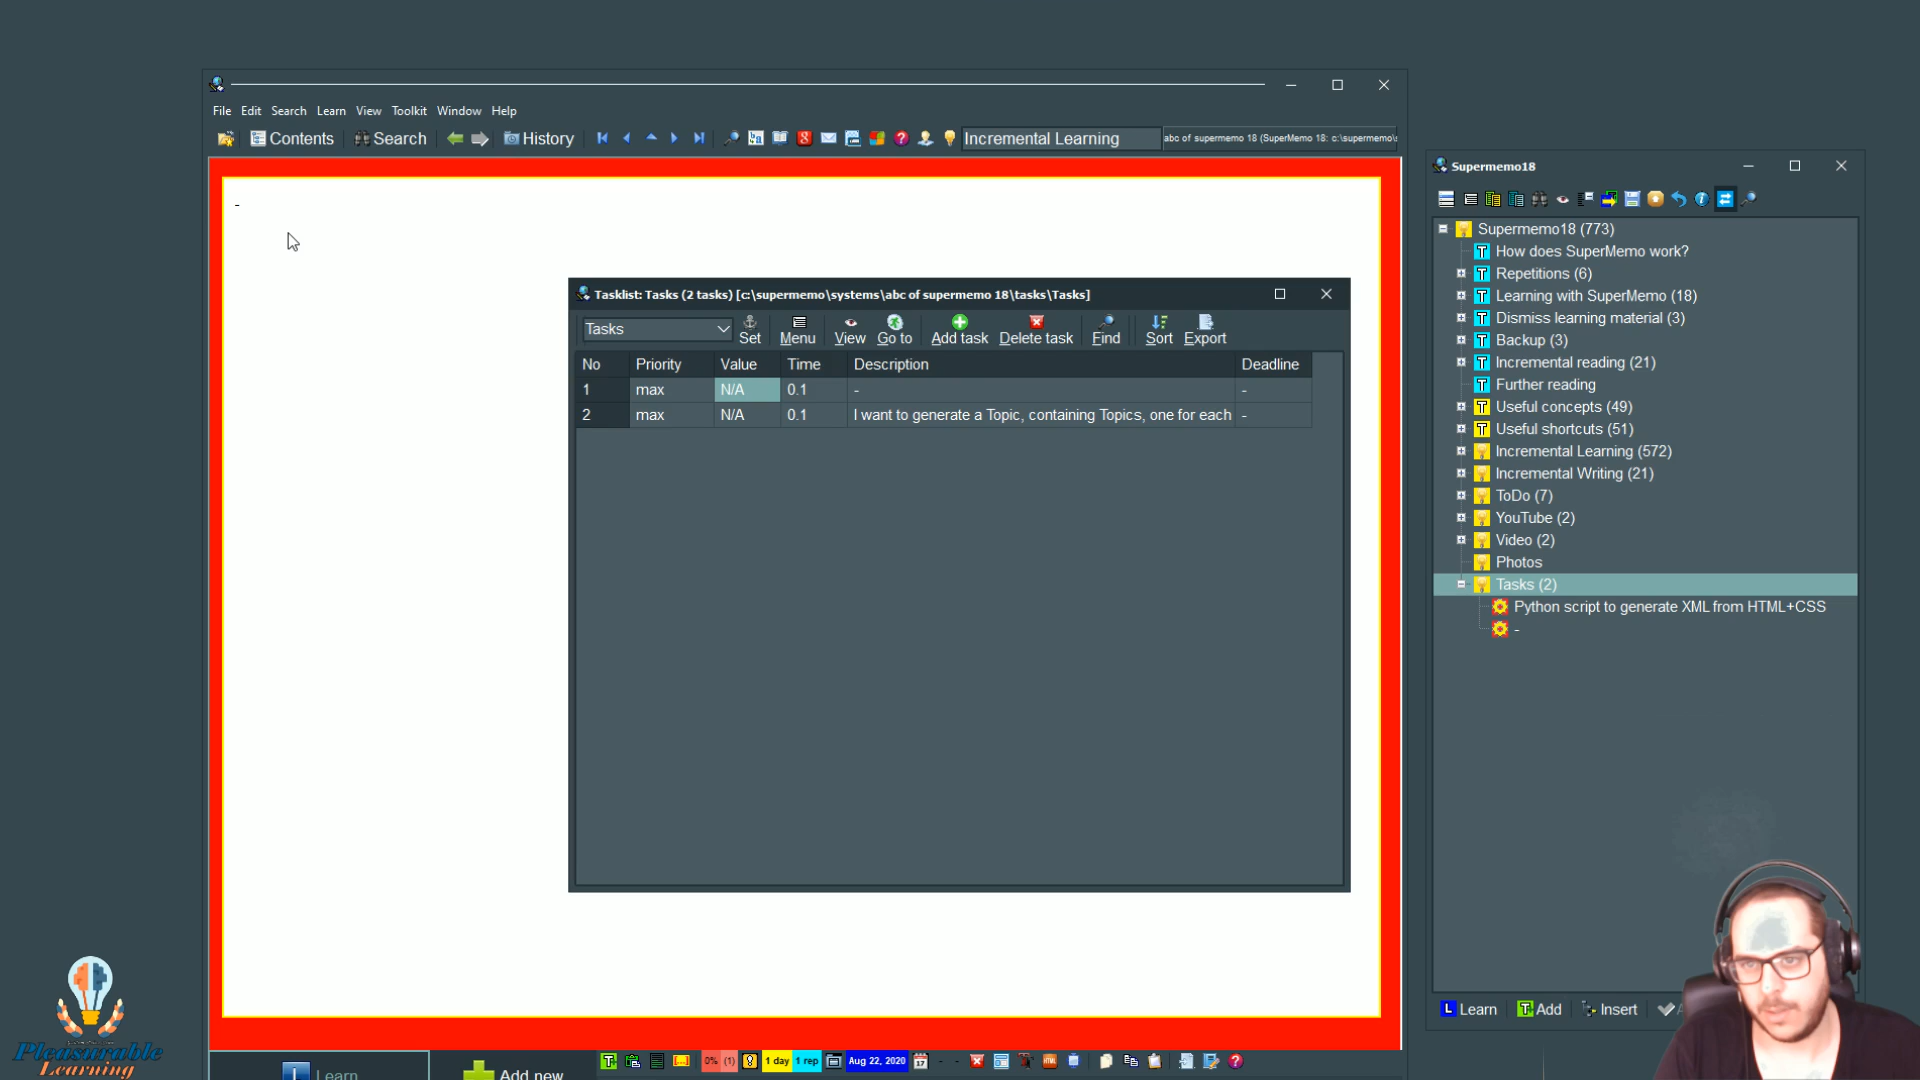 File Edit Search Learn View Toolkit Window Help
Contents Search History Incremental Learning abc of supermemo 18 (SuperMemo 18: c:\supermemo\s
-
Tasklist: Tasks (2 tasks) [c:\supermemo\systems\abc of supermemo 18\tasks\Tasks]
Tasks Set Menu View Go to Add task Delete task Find Sort Export
No Priority Value Time Description Deadline
1 max N/A 0.1 - -
2 max N/A 0.1 I want to generate a Topic, containing Topics, one for each -
Supermemo18
Supermemo18 (773)
How does SuperMemo work?
Repetitions (6)
Learning with SuperMemo (18)
Dismiss learning material (3)
Backup (3)
Incremental reading (21)
Further reading
Useful concepts (49)
Useful shortcuts (51)
Incremental Learning (572)
Incremental Writing (21)
ToDo (7)
YouTube (2)
Video (2)
Photos
Tasks (2)
Python script to generate XML from HTML+CSS
-
Learn Add Insert
Pleasurable
Learning
Learn Add new 0% (1) 1 day 1 rep Aug 22, 2020 - -